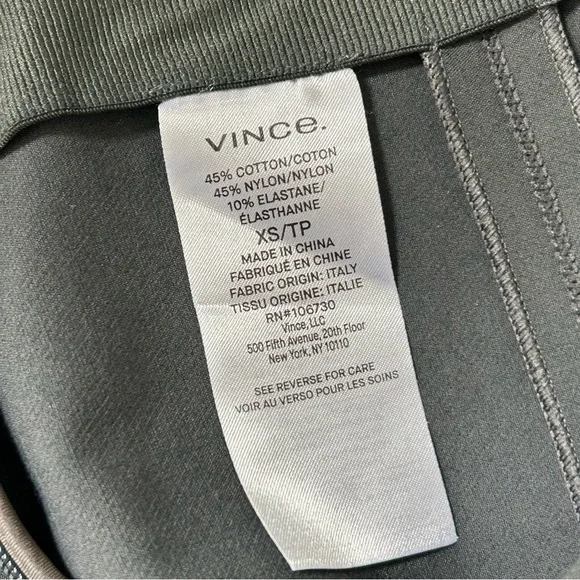 VINCe.
45% COTTON/COTON
45% NYLON/NYLON
10% ELASTANE/
ÉLASTHANNE
XS/TP
MADE IN CHINA
FABRIQUÉ EN CHINE
FABRIC ORIGIN: ITALY
TISSU ORIGINE: ITALIE
RN#106730
Vince, LLC
500 Fifth Avenue, 20th Floor
New York, NY 10110
SEE REVERSE FOR CARE
VOIR AU VERSO POUR LES SOINS